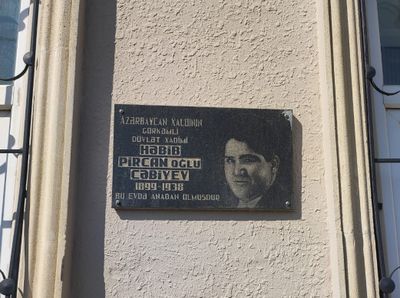 AZƏRBAYCAN XALQININ
GÖRKƏMLİ
DÖVLƏT XADİMİ
HƏBİB
PİRCAN OĞLU
CƏBİYEV
1899-1938
BU EVDƏ ANADAN OLMUŞDUR